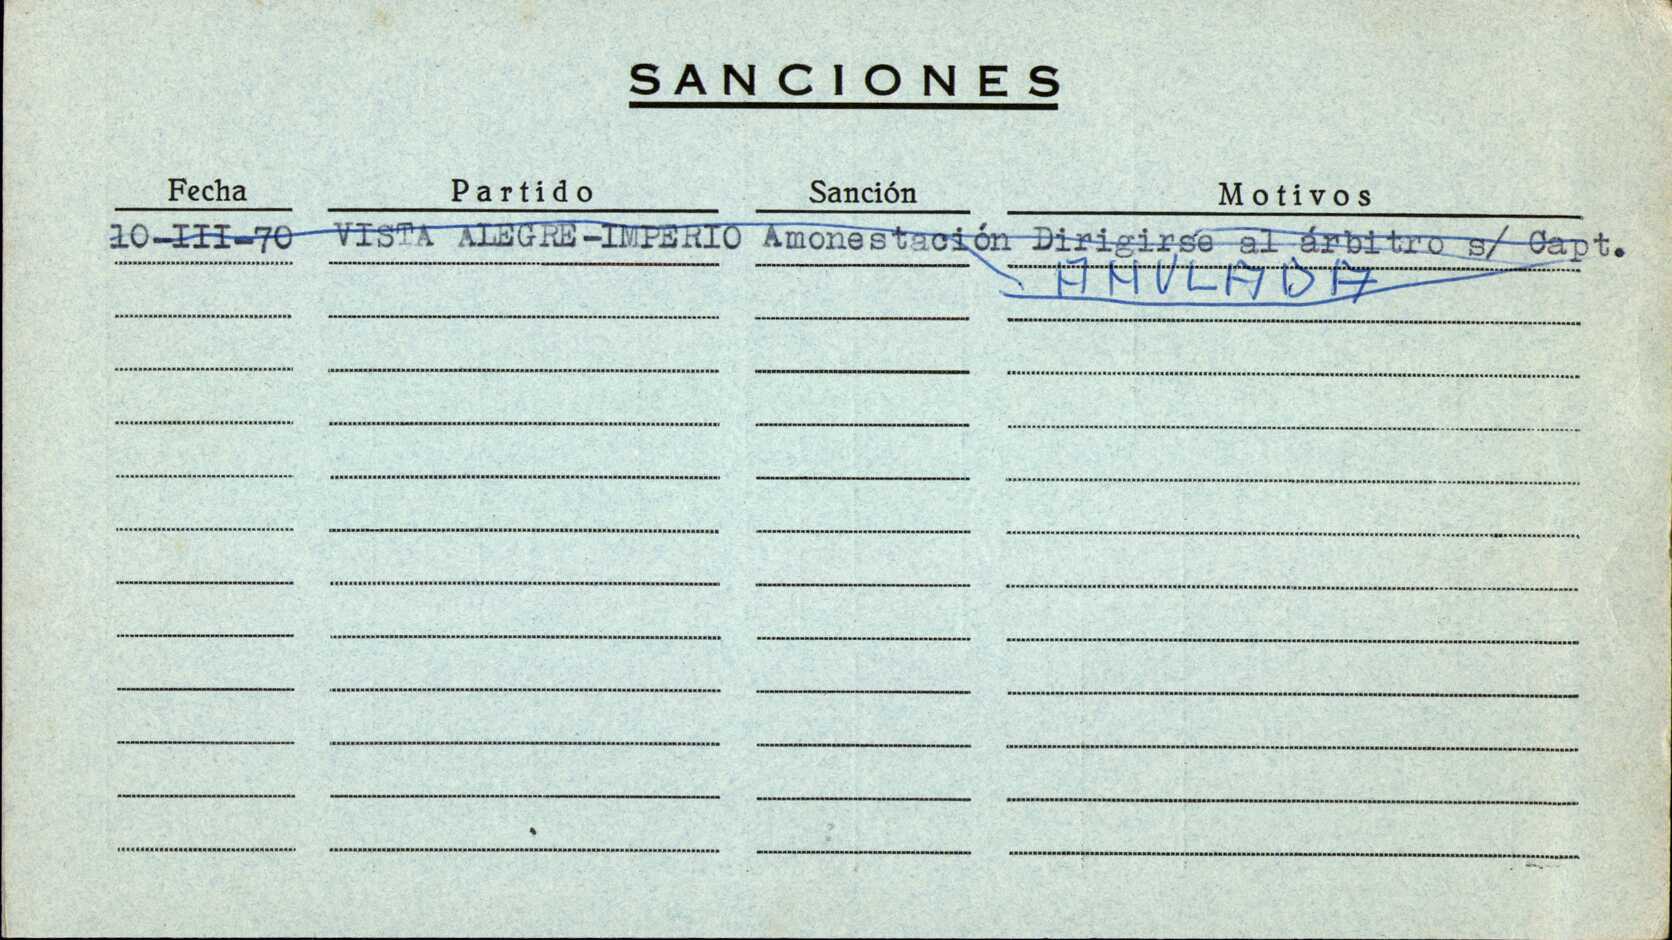 SANCIONES
Fecha Partido Sanción Motivos
10-III-70 VISTA ALEGRE-IMPERIO Amonestación Dirigirse al árbitro s/ Capt.
ANULADA